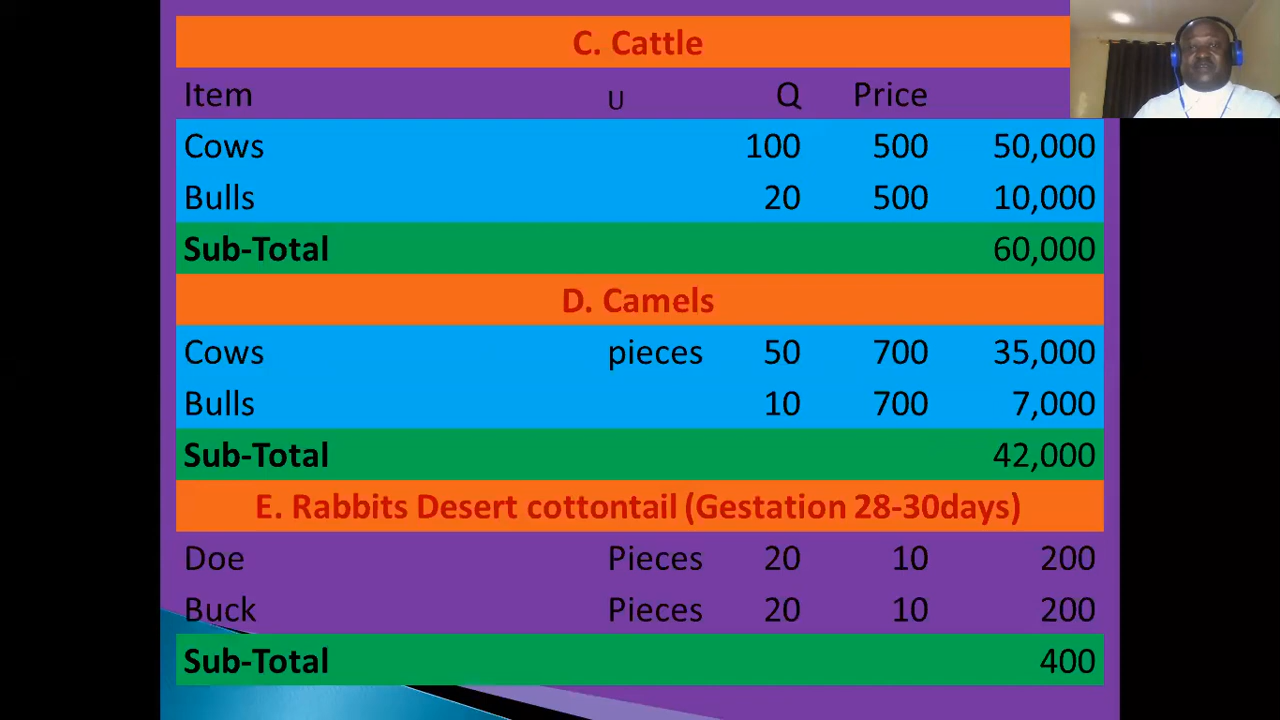 C. Cattle
Item U Q Price
Cows 100 500 50,000
Bulls 20 500 10,000
Sub-Total 60,000
D. Camels
Cows pieces 50 700 35,000
Bulls 10 700 7,000
Sub-Total 42,000
E. Rabbits Desert cottontail (Gestation 28-30days)
Doe Pieces 20 10 200
Buck Pieces 20 10 200
Sub-Total 400